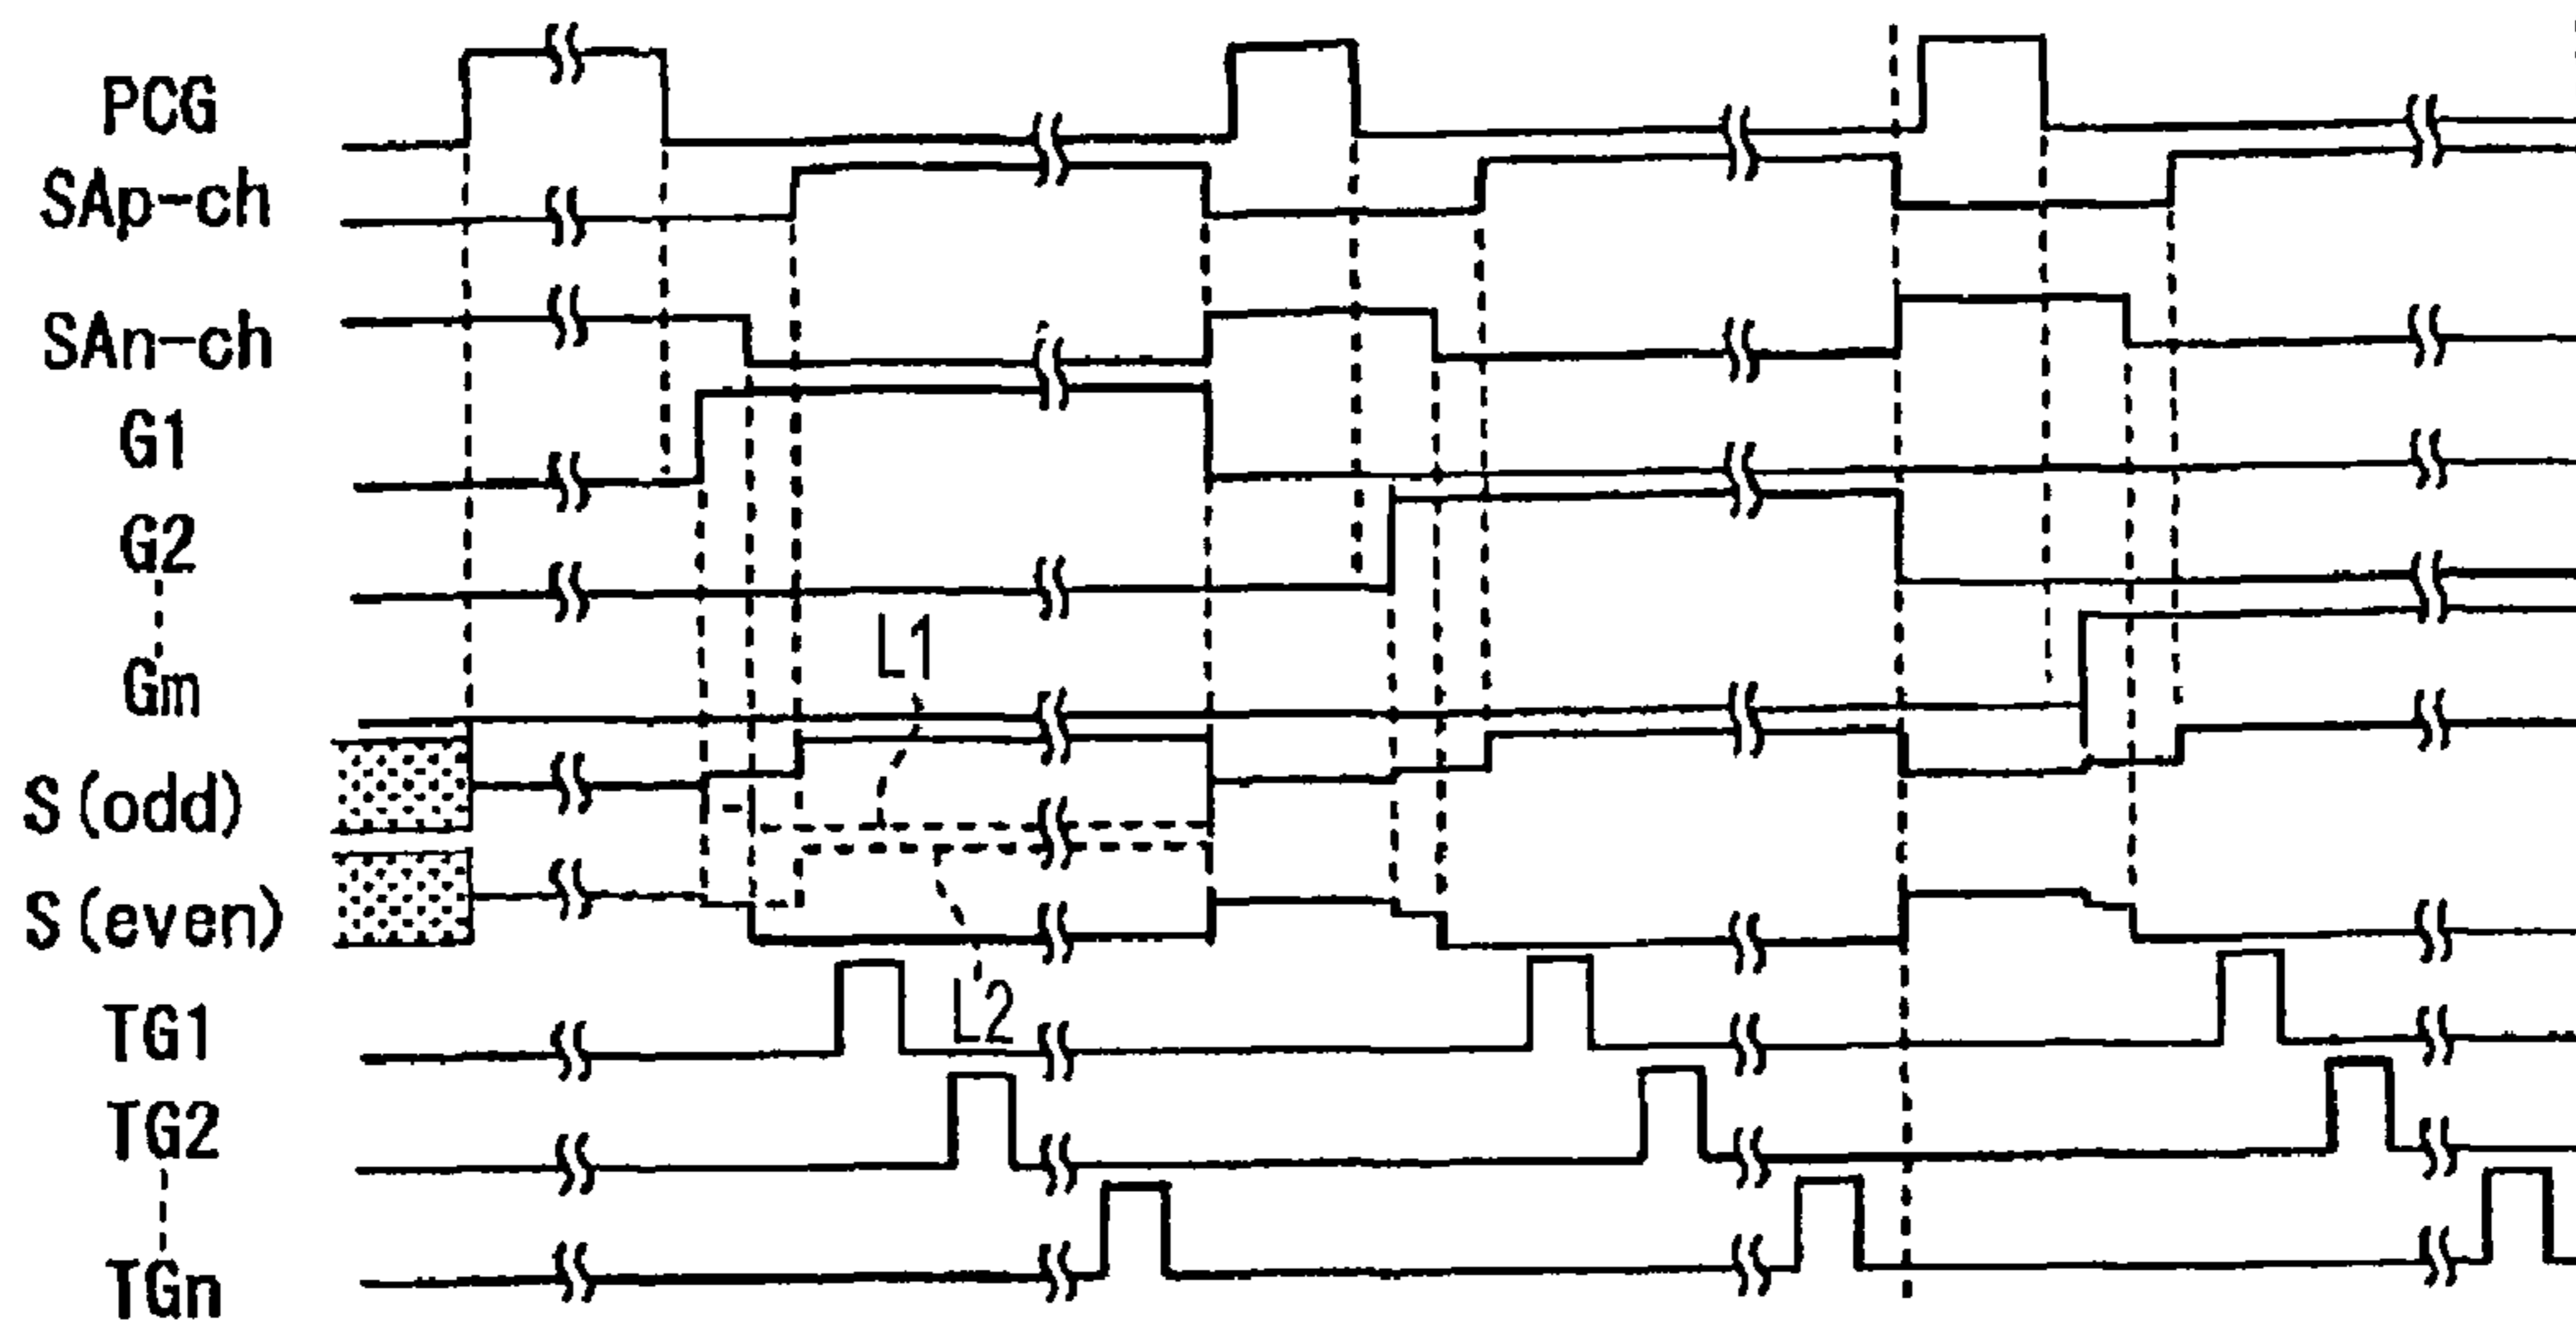 PCG
SAp-ch
SAn-ch
G1
G2
Gm
L1
S(odd)
S(even)
L2
TG1
TG2
TGn